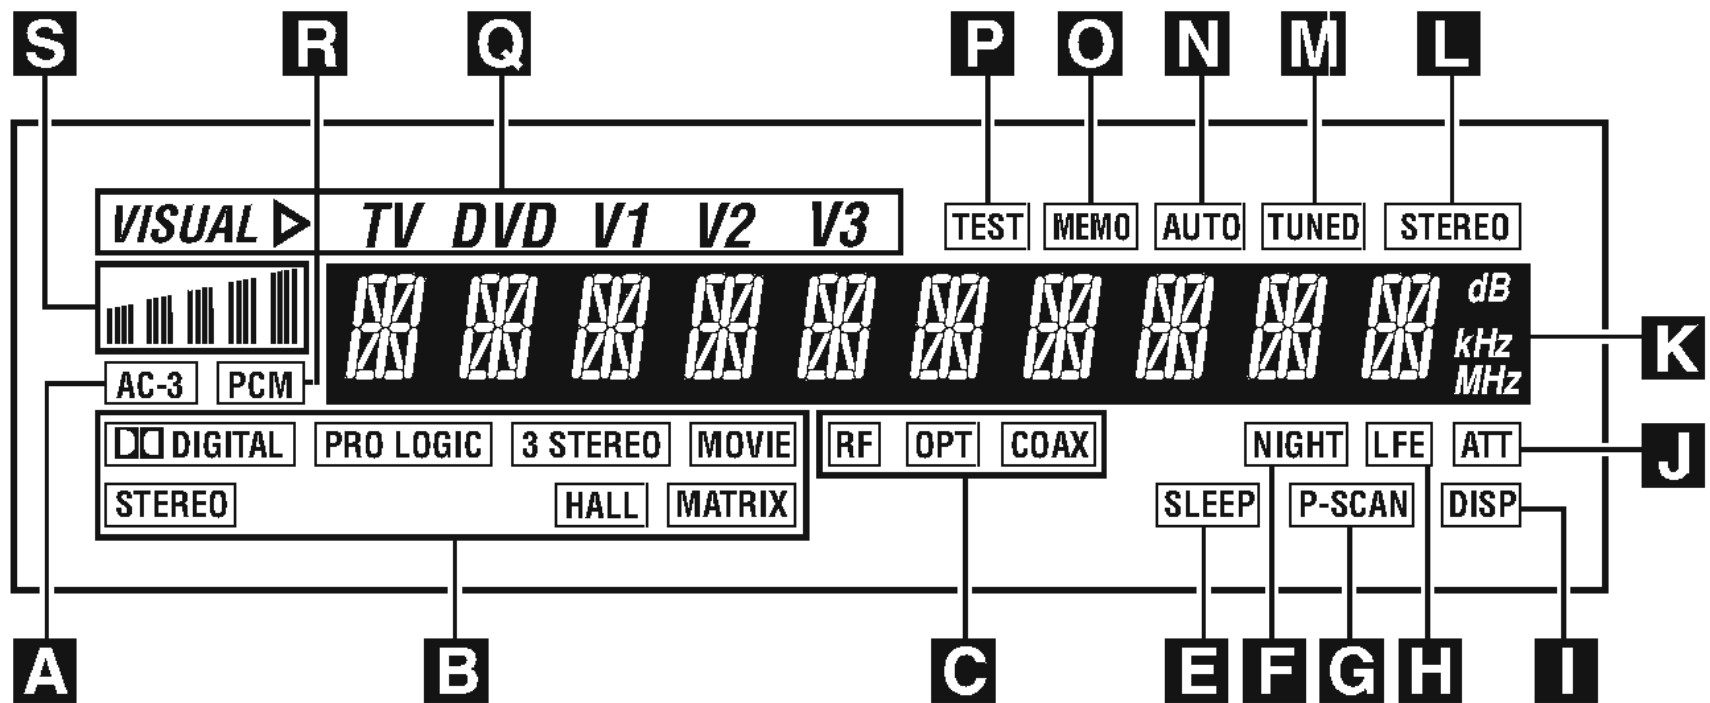 S R Q P O N M L
VISUAL TV DVD V1 V2 V3 TEST MEMO AUTO TUNED STEREO
dB
kHz K
AC-3 PCM MHz
DIGITAL PRO LOGIC 3 STEREO MOVIE RF OPT COAX NIGHT LFE ATT J
STEREO HALL MATRIX SLEEP P-SCAN DISP
A B C E F G H I